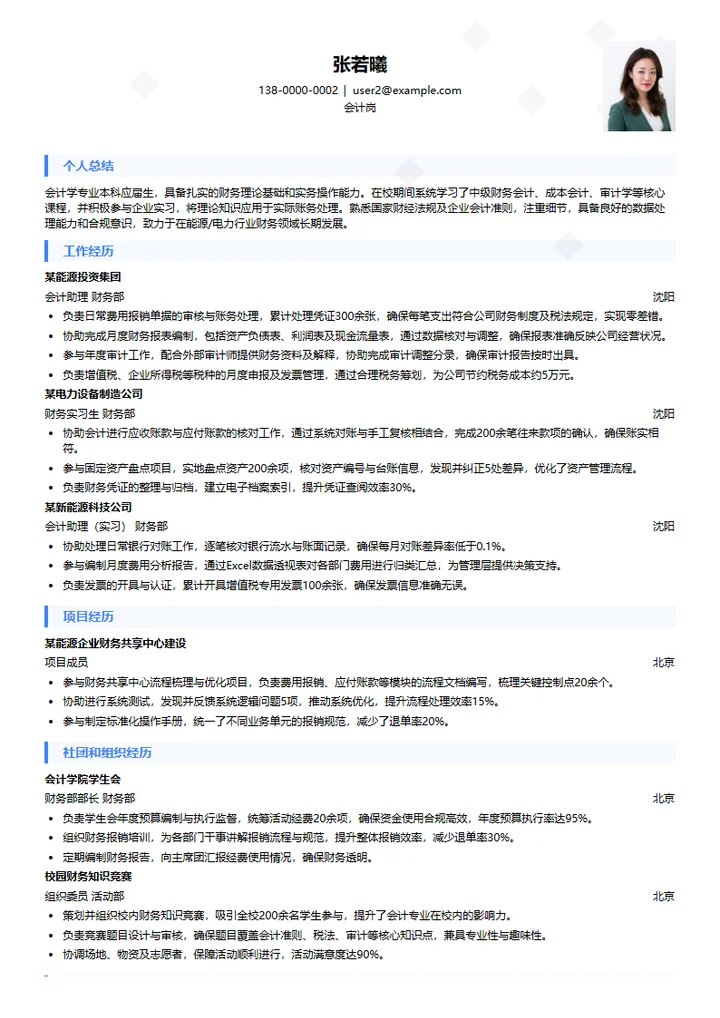 张若曦
138-0000-0002 | user2@example.com
会计岗
个人总结
会计学专业本科应届生，具备扎实的财务理论基础和实务操作能力。在校期间系统学习了中级财务会计、成本会计、审计学等核心
课程，并积极参与企业实习，将理论知识应用于实际账务处理。熟悉国家财经法规及企业会计准则，注重细节，具备良好的数据处
理能力和合规意识，致力于在能源/电力行业财务领域长期发展。
工作经历
某能源投资集团
会计助理 财务部 沈阳
• 负责日常费用报销单据的审核与账务处理，累计处理凭证300余张，确保每笔支出符合公司财务制度及税法规定，实现零差错。
• 协助完成月度财务报表编制，包括资产负债表、利润表及现金流量表，通过数据核对与调整，确保报表准确反映公司经营状况。
• 参与年度审计工作，配合外部审计师提供财务资料及解释，协助完成审计调整分录，确保审计报告按时出具。
• 负责增值税、企业所得税等税种的月度申报及发票管理，通过合理税务筹划，为公司节约税务成本约5万元。
某电力设备制造公司
财务实习生 财务部 沈阳
• 协助会计进行应收账款与应付账款的核对工作，通过系统对账与手工复核相结合，完成200余笔往来款项的确认，确保账实相
符。
• 参与固定资产盘点项目，实地盘点资产200余项，核对资产编号与台账信息，发现并纠正5处差异，优化了资产管理流程。
• 负责财务凭证的整理与归档，建立电子档案索引，提升凭证查阅效率30%。
某新能源科技公司
会计助理（实习） 财务部 沈阳
• 协助处理日常银行对账工作，逐笔核对银行流水与账面记录，确保每月对账差异率低于0.1%。
• 参与编制月度费用分析报告，通过Excel数据透视表对各部门费用进行归类汇总，为管理层提供决策支持。
• 负责发票的开具与认证，累计开具增值税专用发票100余张，确保发票信息准确无误。
项目经历
某能源企业财务共享中心建设
项目成员 北京
• 参与财务共享中心流程梳理与优化项目，负责费用报销、应付账款等模块的流程文档编写，梳理关键控制点20余个。
• 协助进行系统测试，发现并反馈系统逻辑问题5项，推动系统优化，提升流程处理效率15%。
• 参与制定标准化操作手册，统一了不同业务单元的报销规范，减少了退单率20%。
社团和组织经历
会计学院学生会
财务部部长 财务部 北京
• 负责学生会年度预算编制与执行监督，统筹活动经费20余项，确保资金使用合规高效，年度预算执行率达95%。
• 组织财务报销培训，为各部门干事讲解报销流程与规范，提升整体报销效率，减少退单率30%。
• 定期编制财务报告，向主席团汇报经费使用情况，确保财务透明。
校园财务知识竞赛
组织委员 活动部 北京
• 策划并组织校内财务知识竞赛，吸引全校200余名学生参与，提升了会计专业在校内的影响力。
• 负责竞赛题目设计与审核，确保题目覆盖会计准则、税法、审计等核心知识点，兼具专业性与趣味性。
• 协调场地、物资及志愿者，保障活动顺利进行，活动满意度达90%。